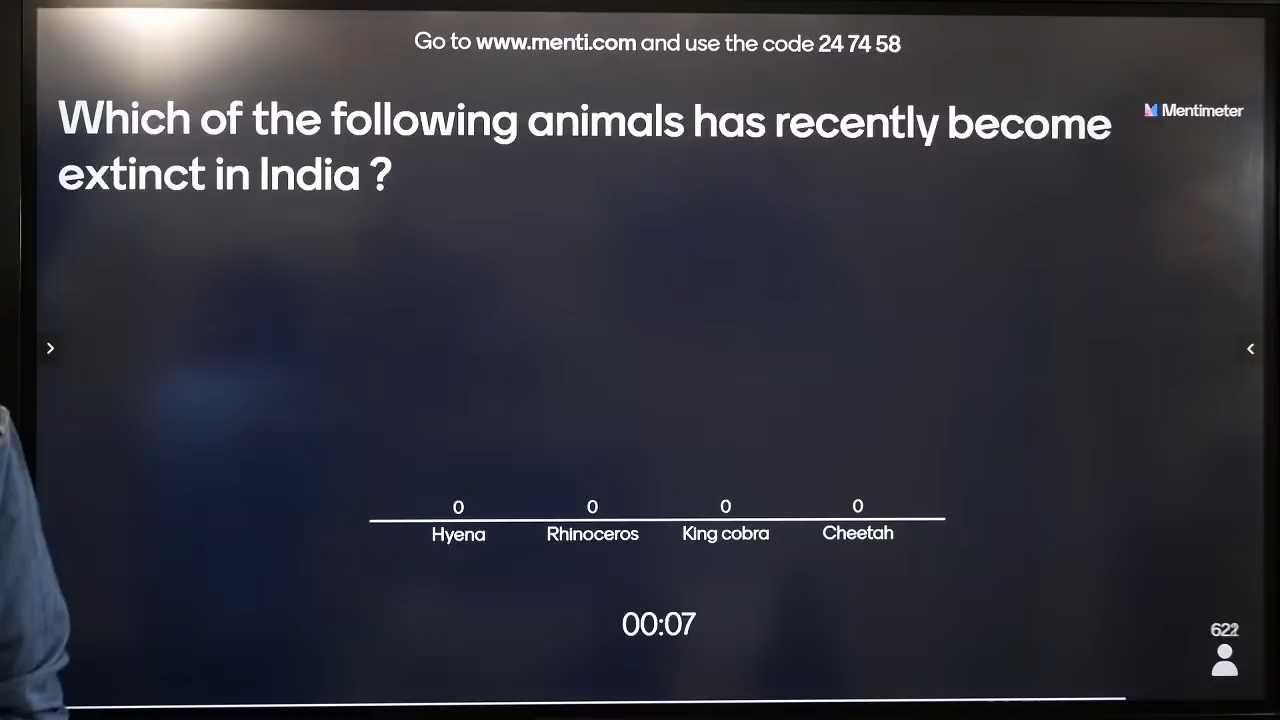 Go to www.menti.com and use the code 24 74 58
Which of the following animals has recently become
Mentimeter
extinct in India ?
0 0 0 0
Hyena Rhinoceros King cobra Cheetah
00:07